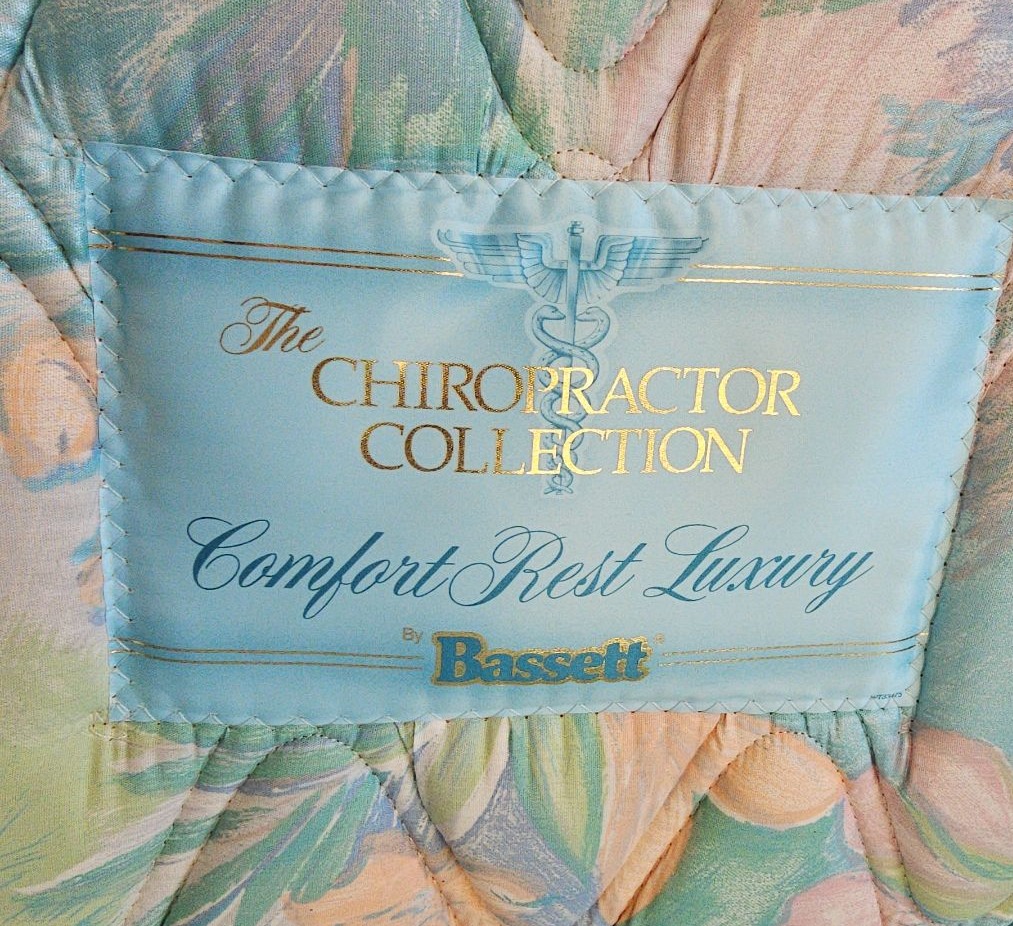 The
CHIROPRACTOR
COLLECTION
Comfort Rest Luxury
By Bassett®